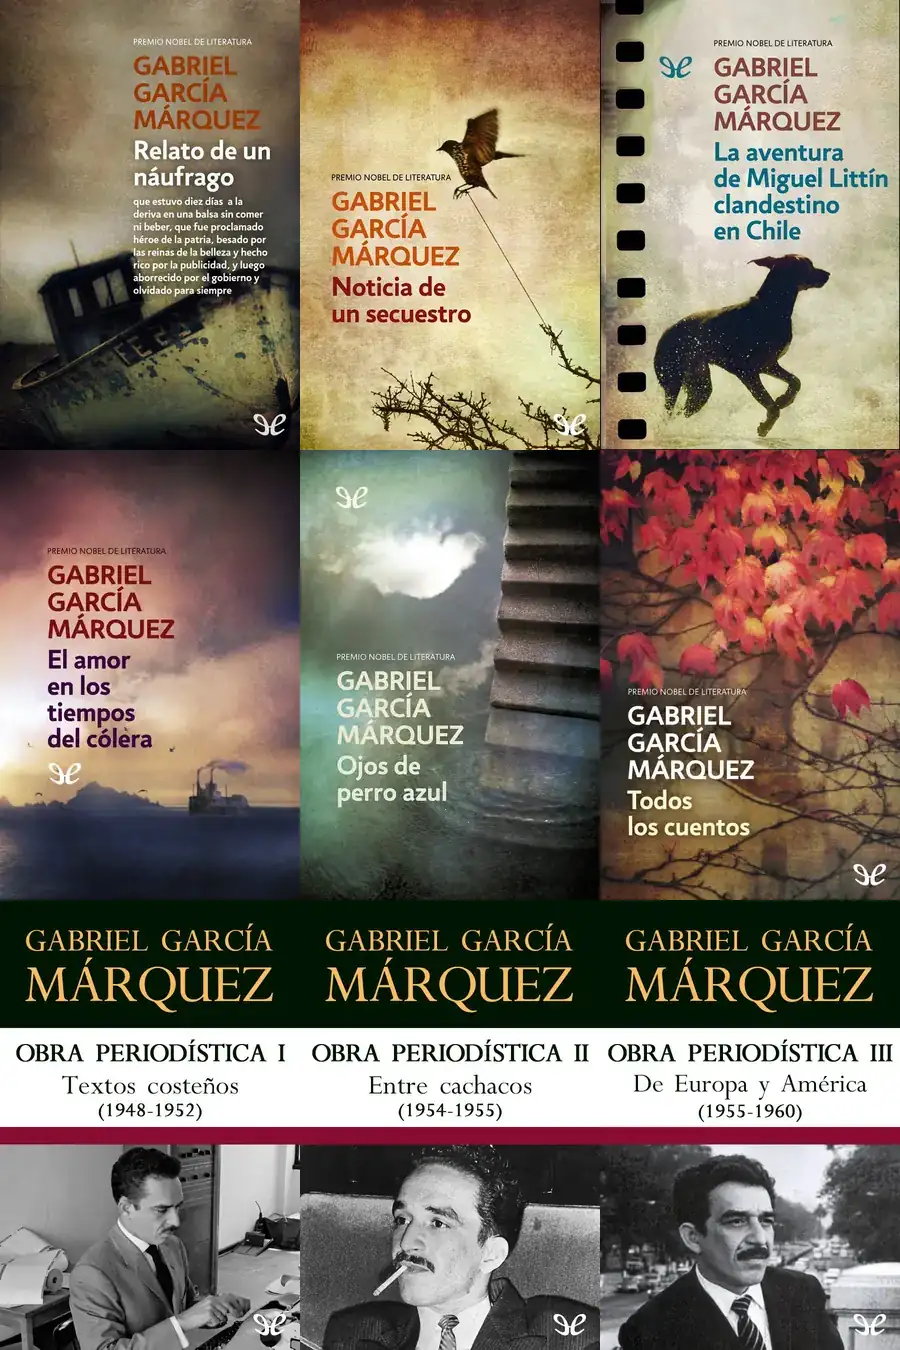 PREMIO NOBEL DE LITERATURA
GABRIEL
GARCÍA
MÁRQUEZ
Relato de un
náufrago
que estuvo diez días a la
deriva en una balsa sin comer
ni beber, que fue proclamado
héroe de la patria, besado por
las reinas de la belleza y hecho
rico por la publicidad, y luego
aborrecido por el gobierno y
olvidado para siempre
PREMIO NOBEL DE LITERATURA
GABRIEL
GARCÍA
MÁRQUEZ
Noticia de
un secuestro
PREMIO NOBEL DE LITERATURA
GABRIEL
GARCÍA
MÁRQUEZ
La aventura
de Miguel Littín
clandestino
en Chile
PREMIO NOBEL DE LITERATURA
GABRIEL
GARCÍA
MÁRQUEZ
El amor
en los
tiempos
del cólera
PREMIO NOBEL DE LITERATURA
GABRIEL
GARCÍA
MÁRQUEZ
Ojos de
perro azul
PREMIO NOBEL DE LITERATURA
GABRIEL
GARCÍA
MÁRQUEZ
Todos
los cuentos
GABRIEL GARCÍA
MÁRQUEZ
OBRA PERIODÍSTICA I
Textos costeños
(1948-1952)
GABRIEL GARCÍA
MÁRQUEZ
OBRA PERIODÍSTICA II
Entre cachacos
(1954-1955)
GABRIEL GARCÍA
MÁRQUEZ
OBRA PERIODÍSTICA III
De Europa y América
(1955-1960)